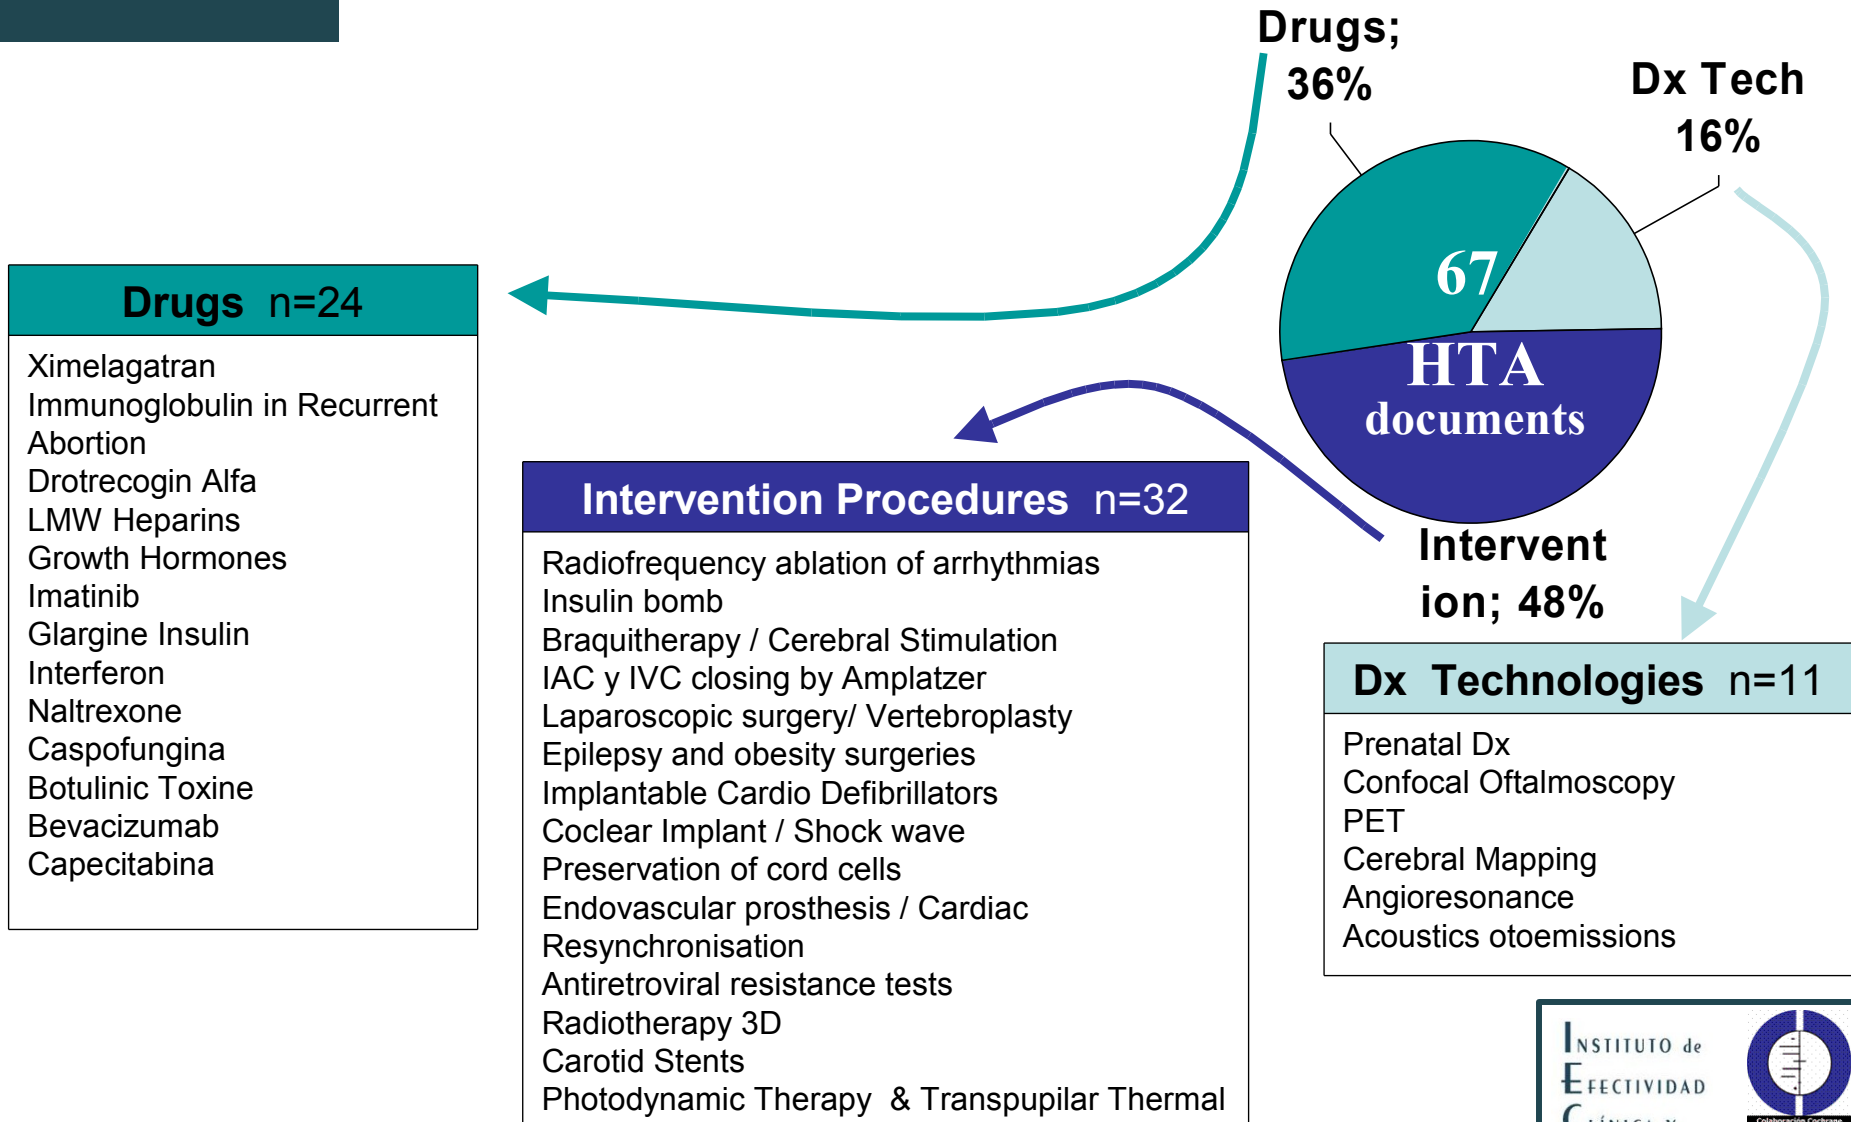 Drugs;
36%
Dx Tech
16%
67
HTA
documents
Intervent
ion; 48%
Drugs n=24
Ximelagatran
Immunoglobulin in Recurrent
Abortion
Drotrecogin Alfa
LMW Heparins
Growth Hormones
Imatinib
Glargine Insulin
Interferon
Naltrexone
Caspofungina
Botulinic Toxine
Bevacizumab
Capecitabina
Intervention Procedures n=32
Radiofrequency ablation of arrhythmias
Insulin bomb
Braquitherapy / Cerebral Stimulation
IAC y IVC closing by Amplatzer
Laparoscopic surgery/ Vertebroplasty
Epilepsy and obesity surgeries
Implantable Cardio Defibrillators
Coclear Implant / Shock wave
Preservation of cord cells
Endovascular prosthesis / Cardiac
Resynchronisation
Antiretroviral resistance tests
Radiotherapy 3D
Carotid Stents
Photodynamic Therapy & Transpupilar Thermal
Dx Technologies n=11
Prenatal Dx
Confocal Oftalmoscopy
PET
Cerebral Mapping
Angioresonance
Acoustics otoemissions
INSTITUTO de
EFECTIVIDAD
CLÍNICA Y
Colaboración Cochrane